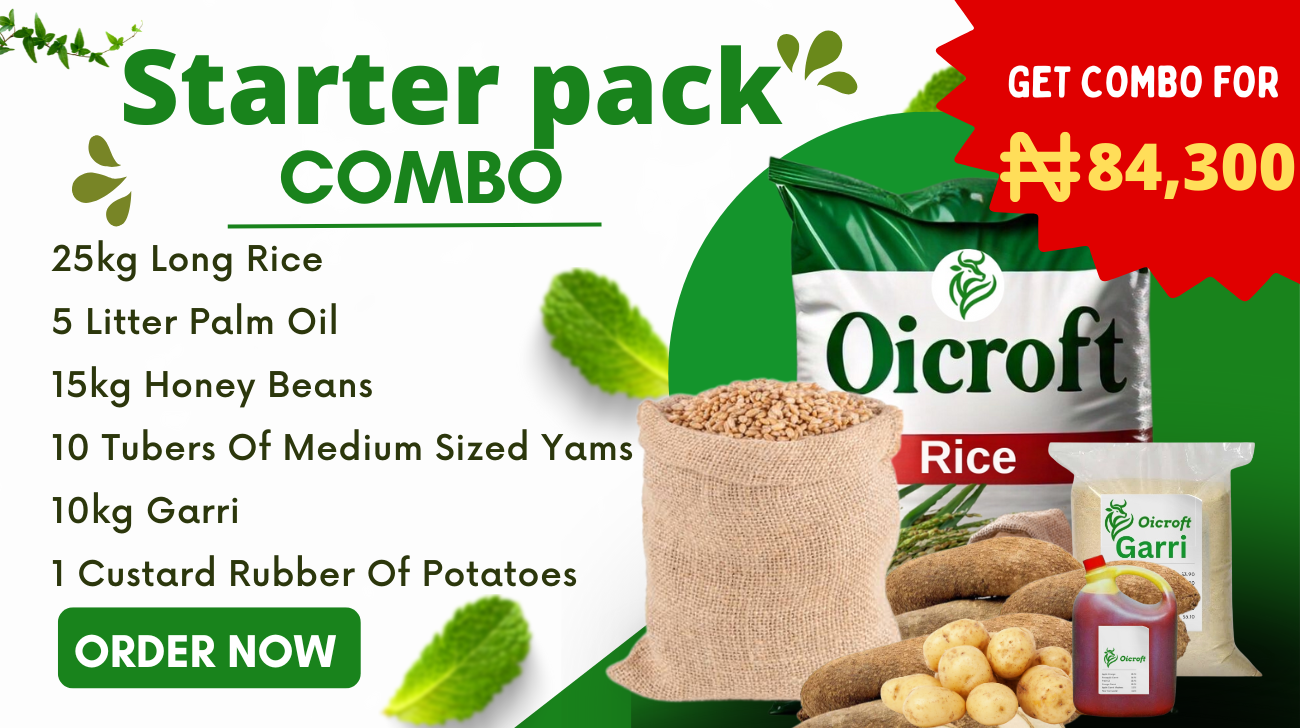 Starter pack
COMBO
GET COMBO FOR
₦84,300
25kg Long Rice
5 Litter Palm Oil
15kg Honey Beans
10 Tubers Of Medium Sized Yams
10kg Garri
1 Custard Rubber Of Potatoes
ORDER NOW
Oicroft
Rice
Oicroft
Garri
Oicroft